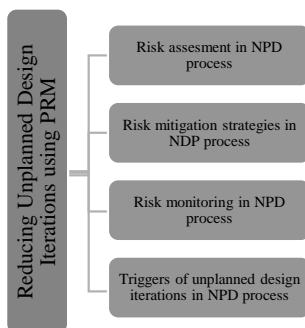 Reducing Unplanned Design
Iterations using PRM
Risk assesment in NPD
process
Risk mitigation strategies in
NDP process
Risk monitoring in NPD
process
Triggers of unplanned design
iterations in NPD process